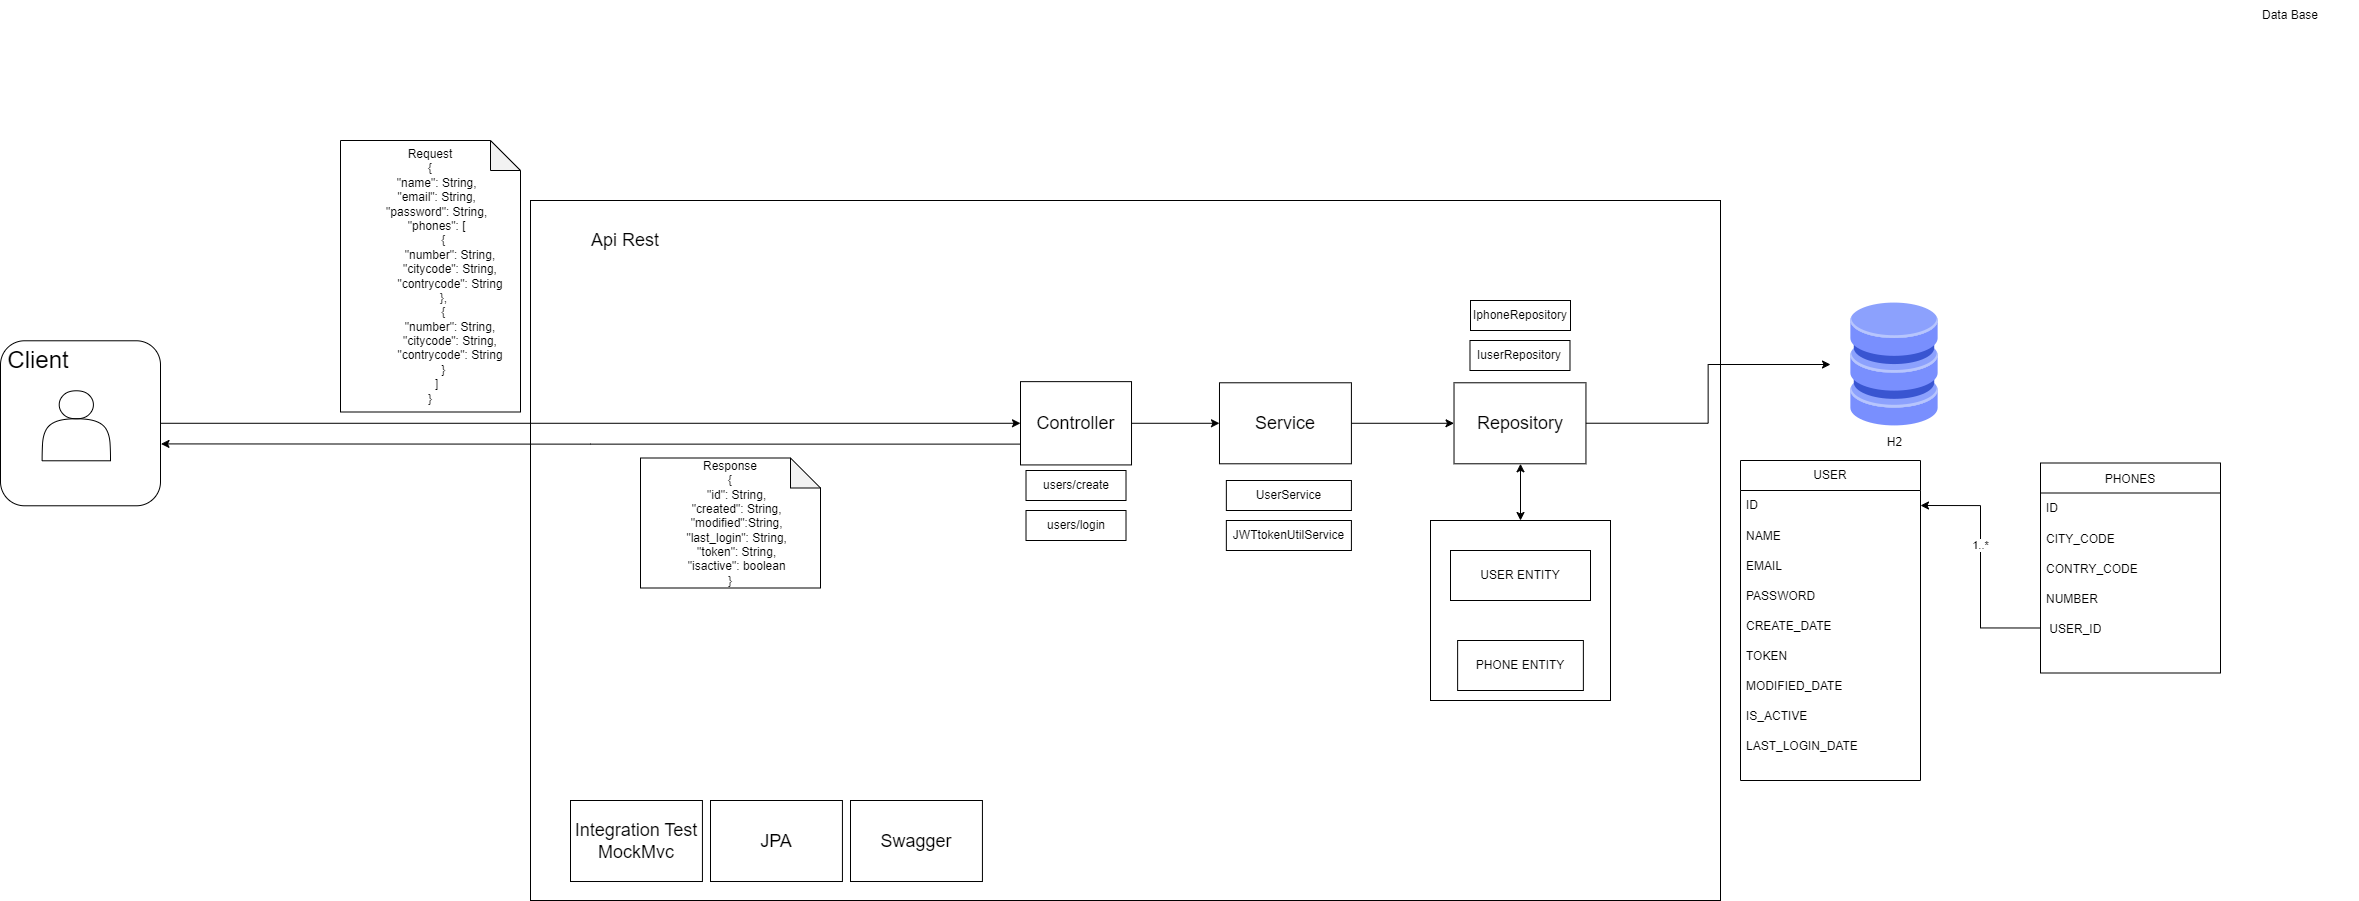 Data Base
Request
{
"name": String,
"email": String,
"password": String,
"phones": [
{
"number": String,
"citycode": String,
"contrycode": String
},
{
"number": String,
"citycode": String,
"contrycode": String
}
]
}
Client
Api Rest
IphoneRepository
IuserRepository
Controller
Service
Repository
users/create
users/login
UserService
JWTtokenUtilService
Response
{
"id": String,
"created": String,
"modified":String,
"last_login": String,
"token": String,
"isactive": boolean
}
USER ENTITY
PHONE ENTITY
H2
USER
ID
NAME
EMAIL
PASSWORD
CREATE_DATE
TOKEN
MODIFIED_DATE
IS_ACTIVE
LAST_LOGIN_DATE
1..*
PHONES
ID
CITY_CODE
CONTRY_CODE
NUMBER
USER_ID
Integration Test
MockMvc
JPA
Swagger